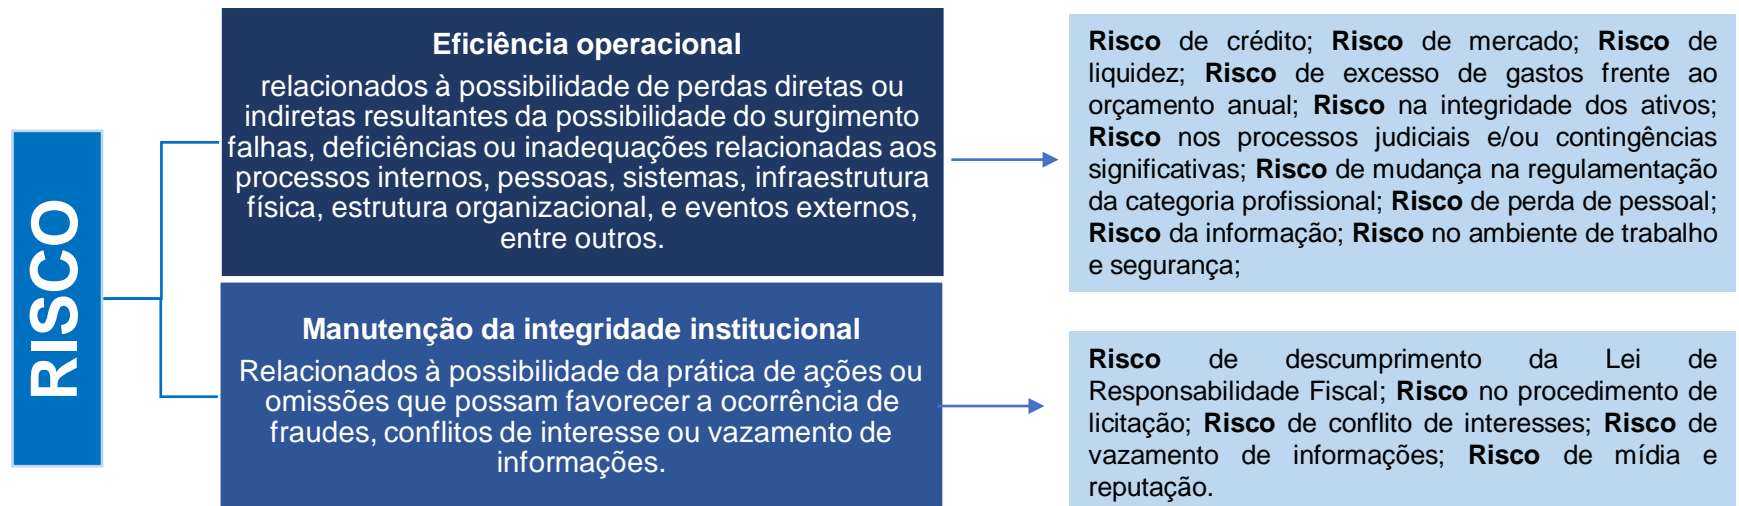 RISCO
Eficiência operacional
relacionados à possibilidade de perdas diretas ou
indiretas resultantes da possibilidade do surgimento
falhas, deficiências ou inadequações relacionadas aos
processos internos, pessoas, sistemas, infraestrutura
física, estrutura organizacional, e eventos externos,
entre outros.
Risco de crédito; Risco de mercado; Risco de
liquidez; Risco de excesso de gastos frente ao
orçamento anual; Risco na integridade dos ativos;
Risco nos processos judiciais e/ou contingências
significativas; Risco de mudança na regulamentação
da categoria profissional; Risco de perda de pessoal;
Risco da informação; Risco no ambiente de trabalho
e segurança;
Manutenção da integridade institucional
Relacionados à possibilidade da prática de ações ou
omissões que possam favorecer a ocorrência de
fraudes, conflitos de interesse ou vazamento de
informações.
Risco de descumprimento da Lei de
Responsabilidade Fiscal; Risco no procedimento de
licitação; Risco de conflito de interesses; Risco de
vazamento de informações; Risco de mídia e
reputação.